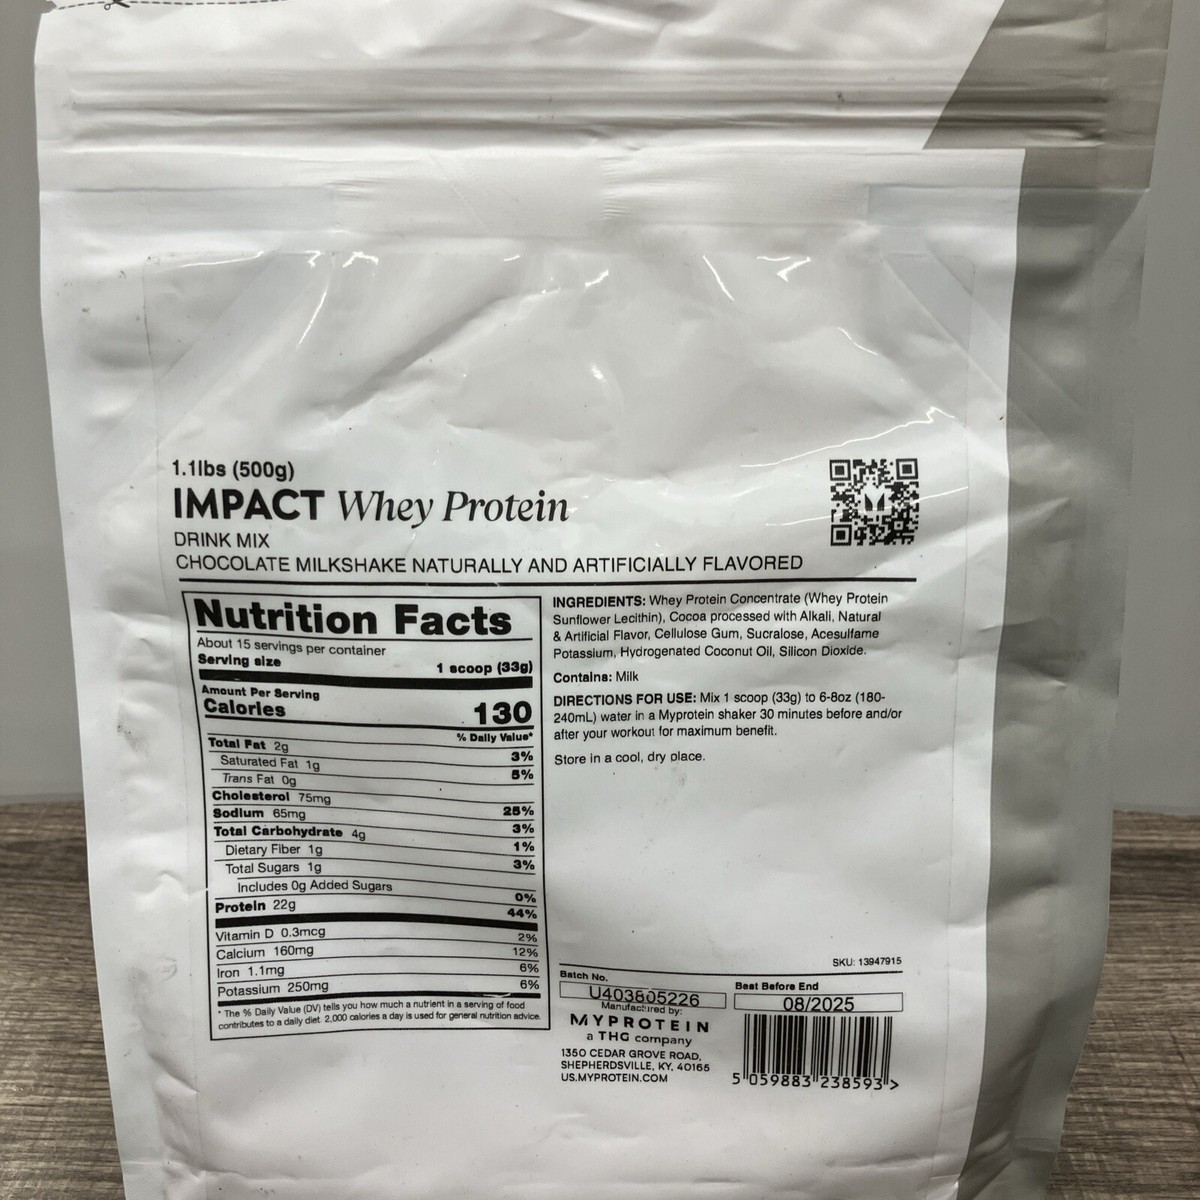 1.1lbs (500g)
IMPACT Whey Protein
DRINK MIX
CHOCOLATE MILKSHAKE NATURALLY AND ARTIFICIALLY FLAVORED
Nutrition Facts
About 15 servings per container
Serving size 1 scoop (33g)
Amount Per Serving
Calories 130
% Daily Value*
Total Fat 2g 3%
Saturated Fat 1g 5%
Trans Fat 0g
Cholesterol 75mg 25%
Sodium 65mg 3%
Total Carbohydrate 4g 1%
Dietary Fiber 1g 3%
Total Sugars 1g
Includes 0g Added Sugars 0%
Protein 22g 44%
Vitamin D 0.3mcg 2%
Calcium 160mg 12%
Iron 1.1mg 6%
Potassium 250mg 6%
* The % Daily Value (DV) tells you how much a nutrient in a serving of food
contributes to a daily diet. 2,000 calories a day is used for general nutrition advice.
INGREDIENTS: Whey Protein Concentrate (Whey Protein
Sunflower Lecithin), Cocoa processed with Alkali, Natural
& Artificial Flavor, Cellulose Gum, Sucralose, Acesulfame
Potassium, Hydrogenated Coconut Oil, Silicon Dioxide.
Contains: Milk
DIRECTIONS FOR USE: Mix 1 scoop (33g) to 6-8oz (180-
240mL) water in a Myprotein shaker 30 minutes before and/or
after your workout for maximum benefit.
Store in a cool, dry place.
SKU: 13947915
Batch No.
U403805226
Best Before End
08/2025
Manufactured by:
MYPROTEIN
a THG company
1350 CEDAR GROVE ROAD,
SHEPHERDSVILLE, KY, 40165
US.MYPROTEIN.COM
5 059883 238593 >